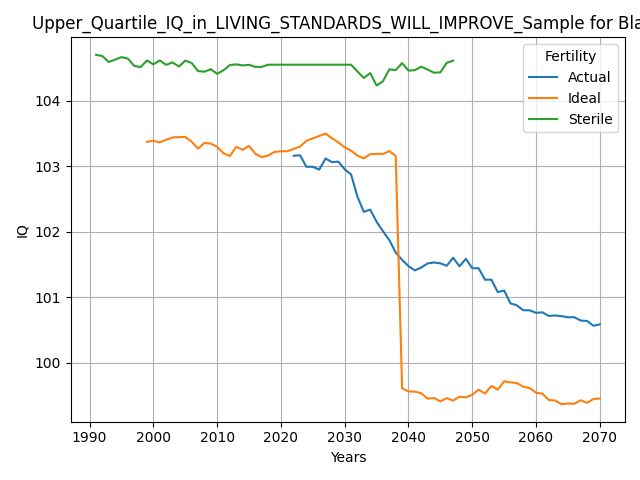 Upper_Quartile_IQ_in_LIVING_STANDARDS_WILL_IMPROVE_Sample for Bla
Fertility
Actual
Ideal
Sterile
IQ
104
103
102
101
100
1990 2000 2010 2020 2030 2040 2050 2060 2070
Years